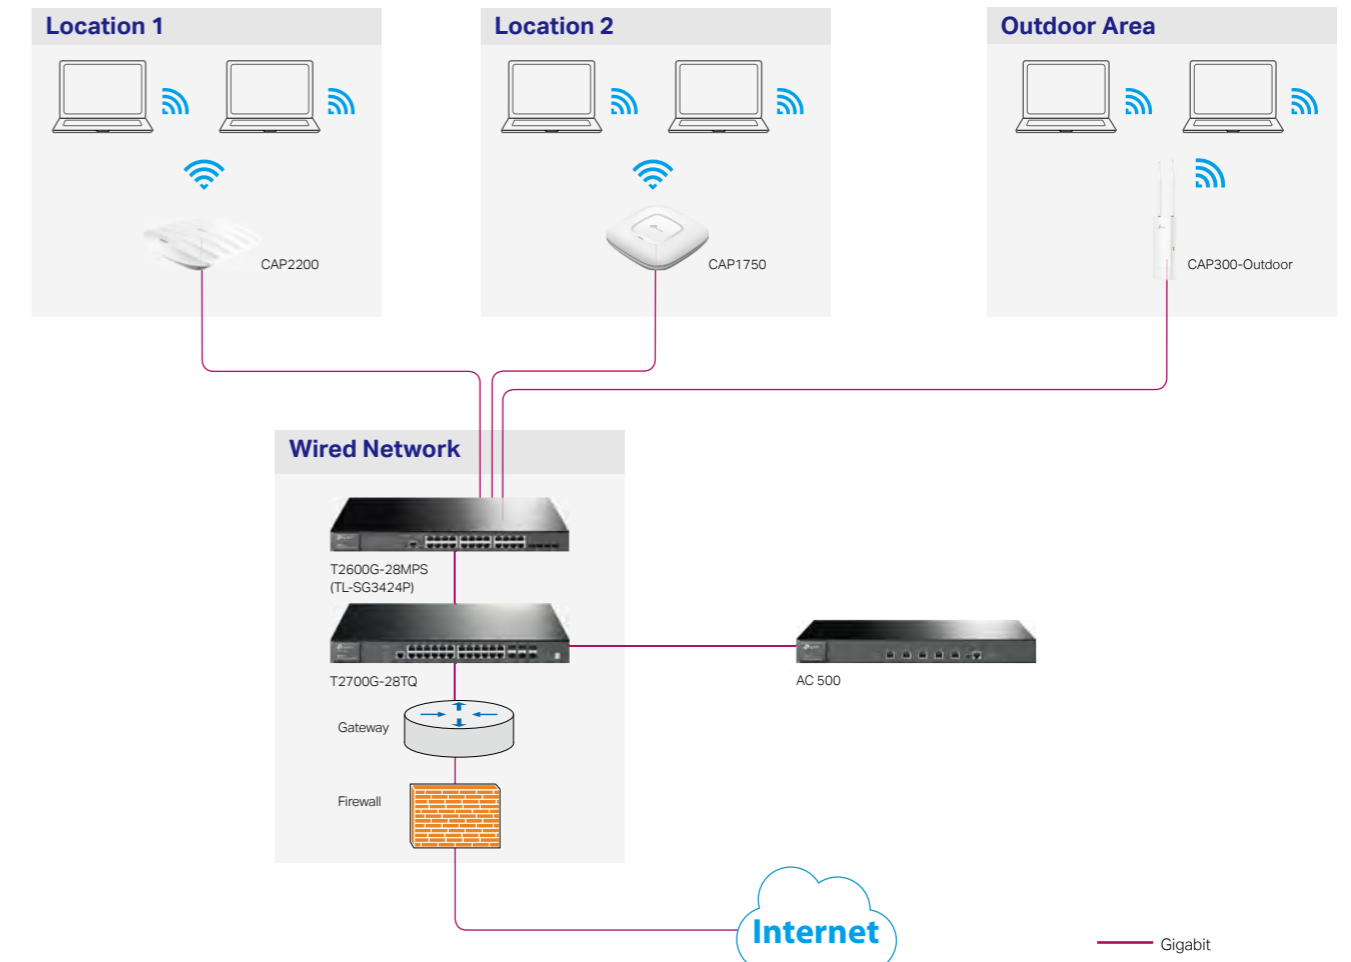 Location 1
Location 2
Outdoor Area
CAP2200
CAP1750
CAP300-Outdoor
Wired Network
T2600G-28MPS
(TL-SG3424P)
T2700G-28TQ
AC 500
Gateway
Firewall
Internet
Gigabit